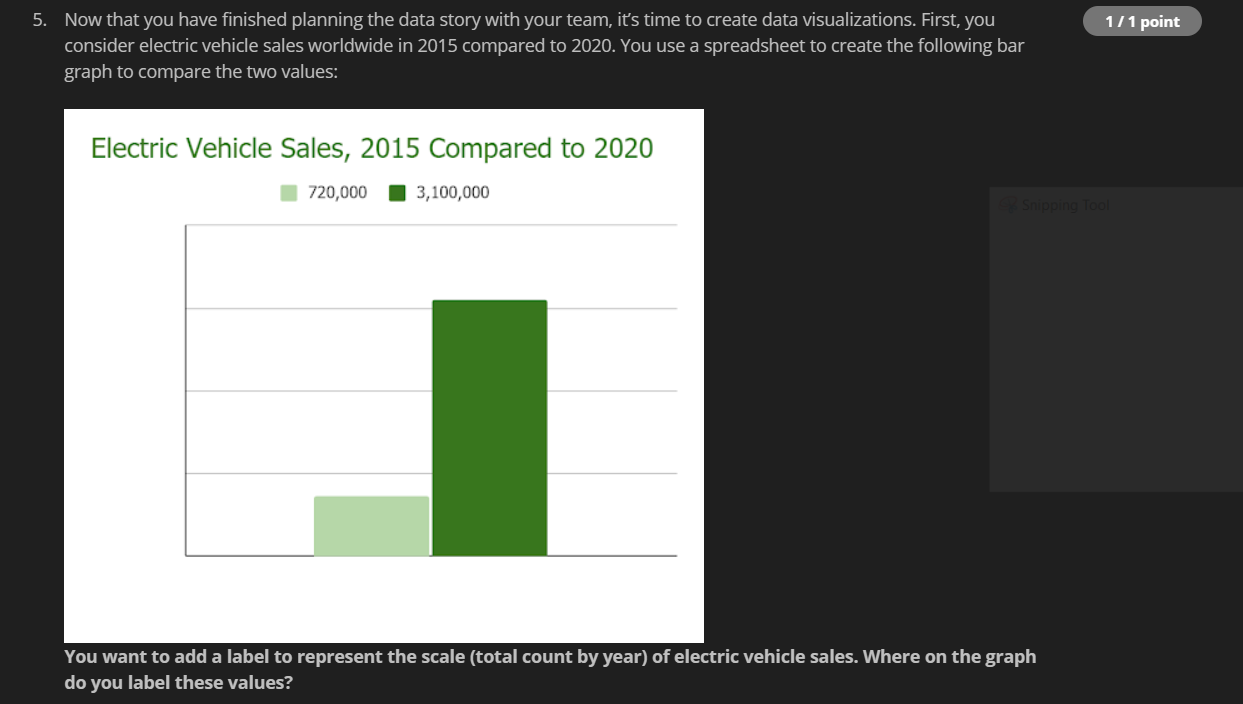 5. Now that you have finished planning the data story with your team, it’s time to create data visualizations. First, you
1 / 1 point
consider electric vehicle sales worldwide in 2015 compared to 2020. You use a spreadsheet to create the following bar
graph to compare the two values:
Electric Vehicle Sales, 2015 Compared to 2020
720,000 3,100,000
Snipping Tool
You want to add a label to represent the scale (total count by year) of electric vehicle sales. Where on the graph
do you label these values?